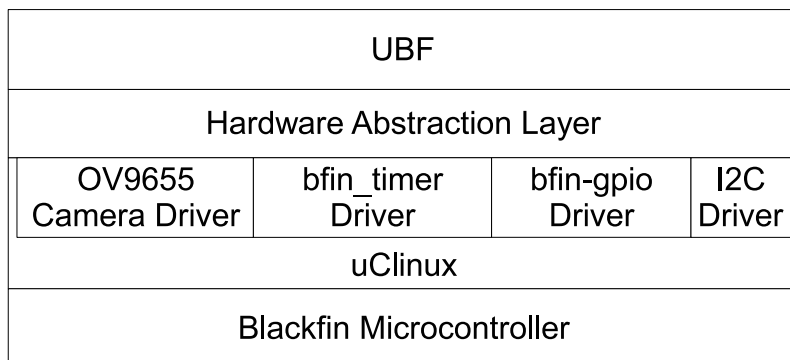 UBF
Hardware Abstraction Layer
OV9655
Camera Driver
bfin_timer
Driver
bfin-gpio
Driver
I2C
Driver
uClinux
Blackfin Microcontroller